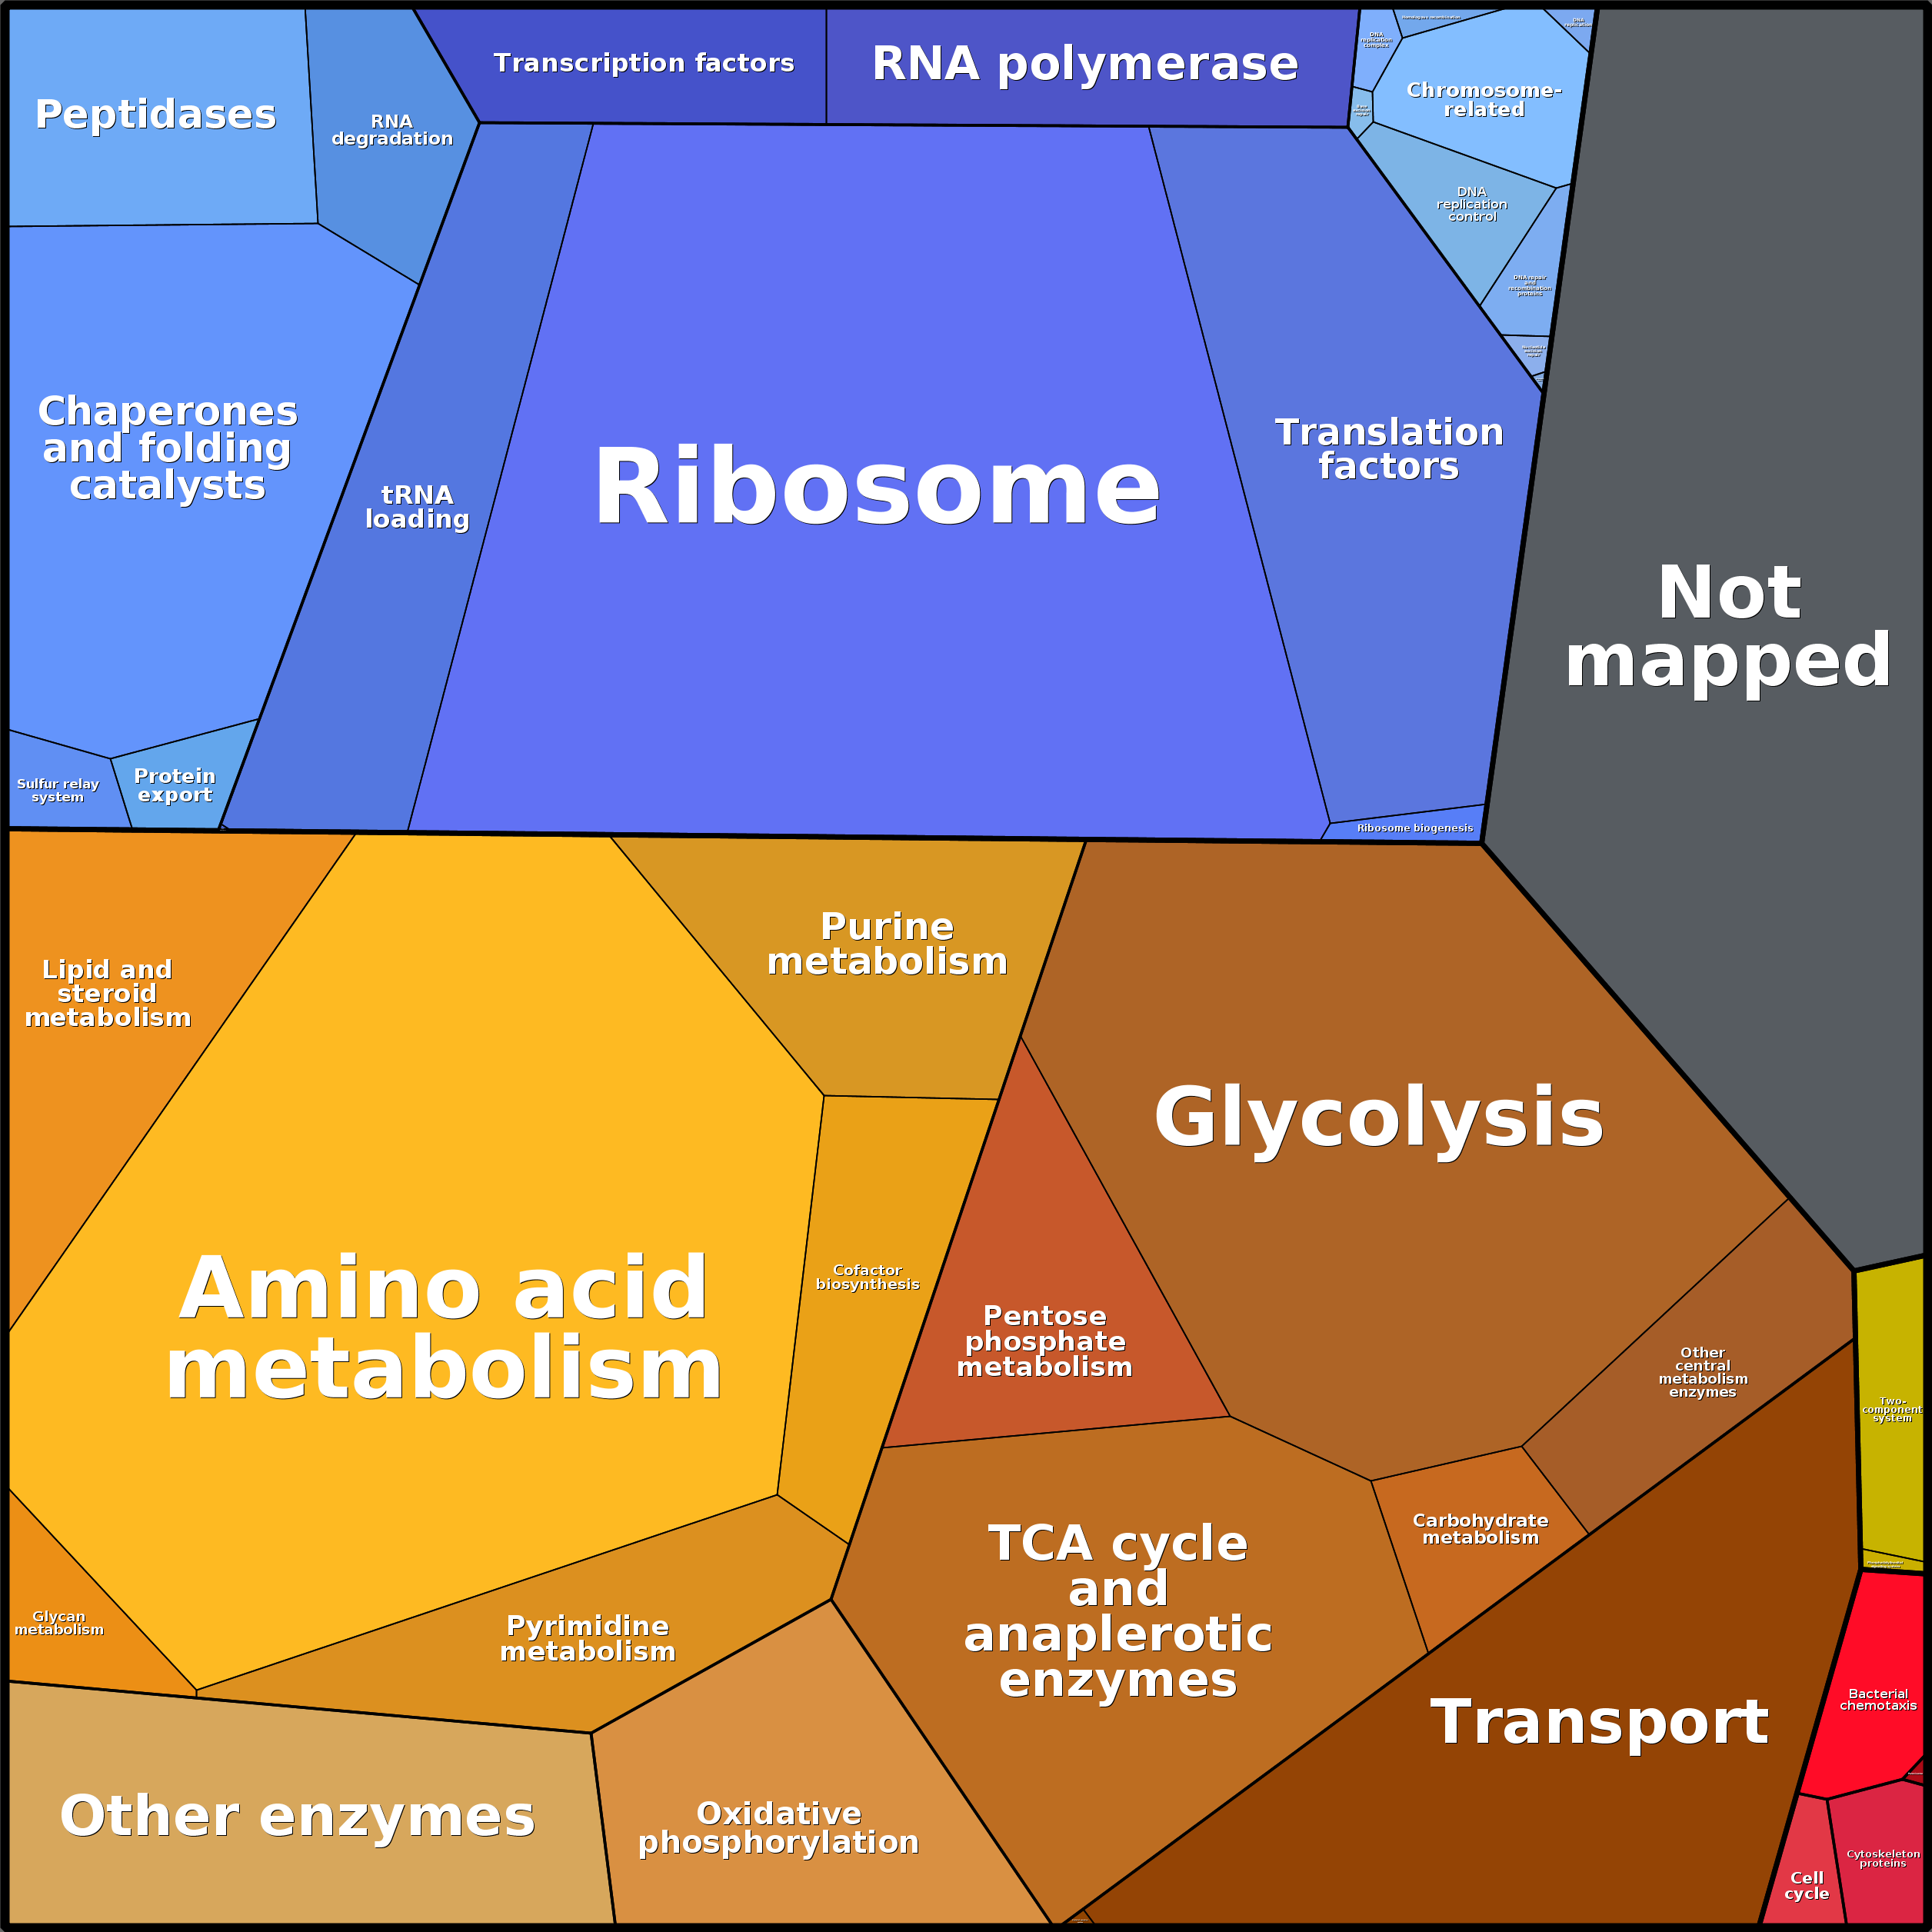 Transcription factors
RNA polymerase
DNA
replication
complex
Homologous recombination
DNA
replication
Peptidases
RNA
degradation
Chromosome-
related
DNA
replication
control
DNA repair
and
recombination
proteins
Chaperones
and folding
catalysts
tRNA
loading
Ribosome
Translation
factors
Not
mapped
Sulfur relay
system
Protein
export
Ribosome biogenesis
Lipid and
steroid
metabolism
Purine
metabolism
Glycolysis
Amino acid
metabolism
Cofactor
biosynthesis
Pentose
phosphate
metabolism
Other
central
metabolism
enzymes
Two-
component
system
TCA cycle
and
anaplerotic
enzymes
Carbohydrate
metabolism
Glycan
metabolism
Pyrimidine
metabolism
Transport
Bacterial
chemotaxis
Other enzymes
Oxidative
phosphorylation
Cell
cycle
Cytoskeleton
proteins